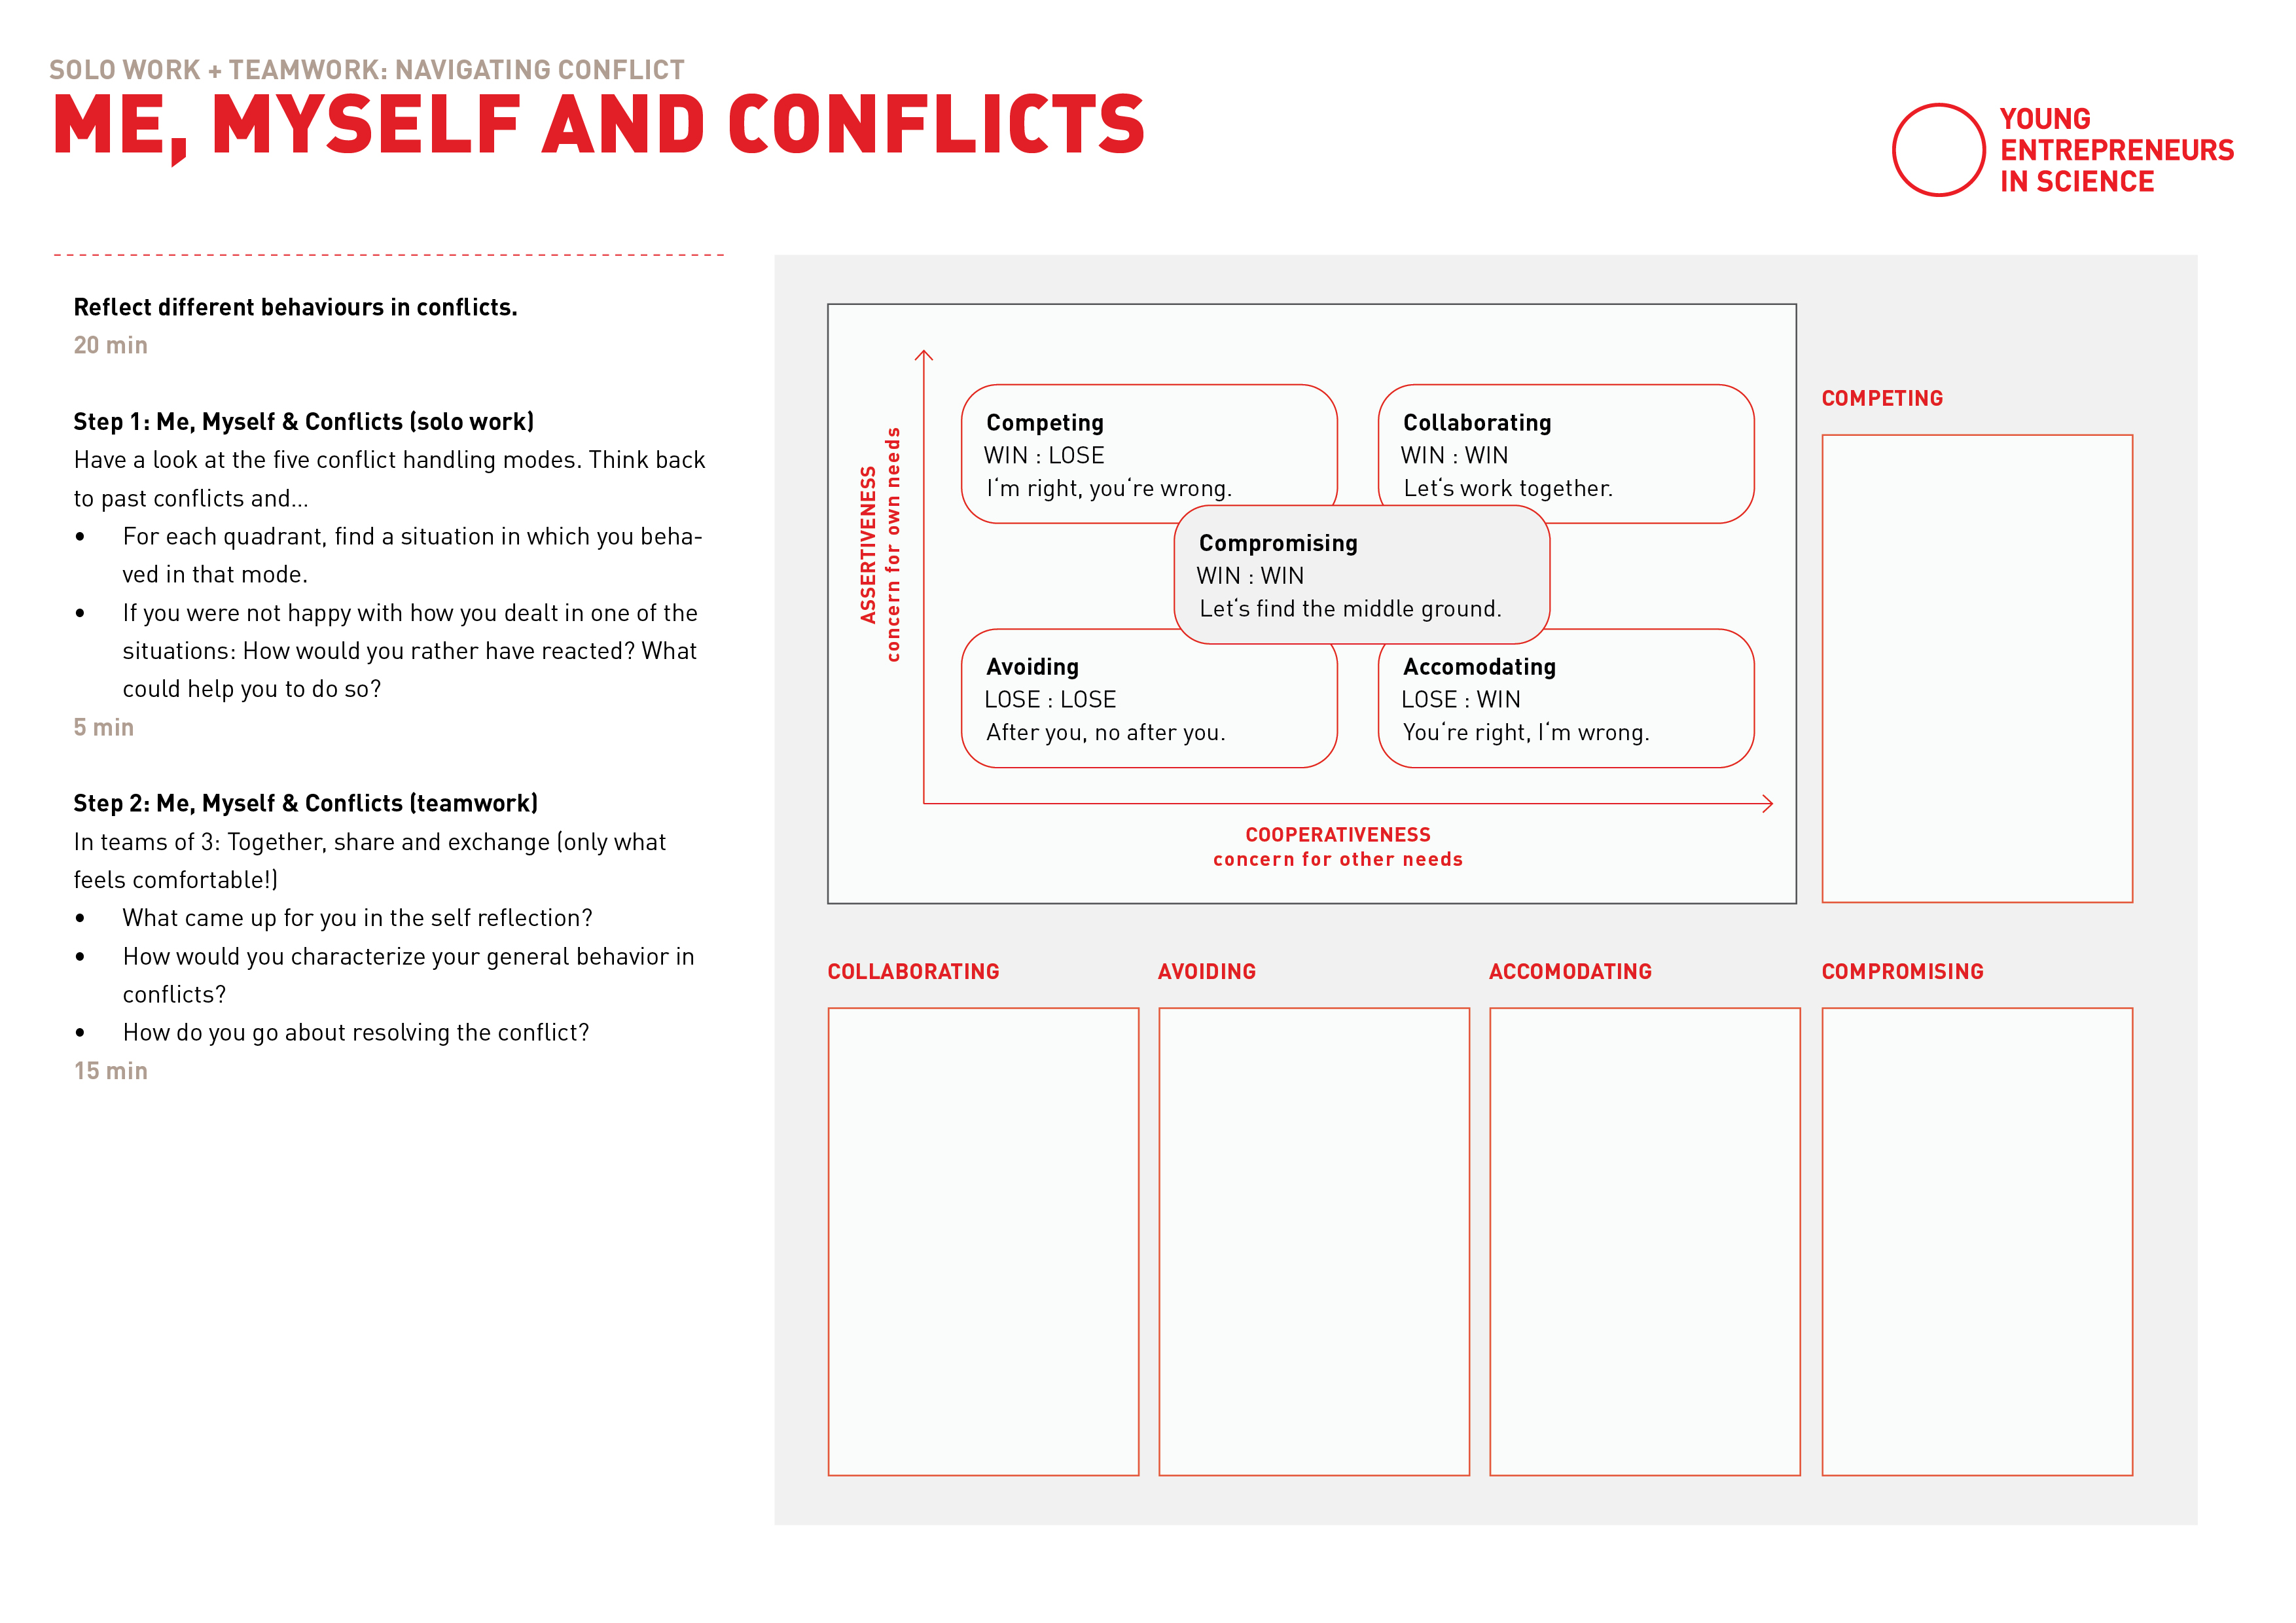 SOLO WORK + TEAMWORK: NAVIGATING CONFLICT
ME, MYSELF AND CONFLICTS
YOUNG
ENTREPRENEURS
IN SCIENCE
Reflect different behaviours in conflicts.
20 min
Step 1: Me, Myself & Conflicts (solo work)
Have a look at the five conflict handling modes. Think back
to past conflicts and...
• For each quadrant, find a situation in which you beha-
ved in that mode.
• If you were not happy with how you dealt in one of the
situations: How would you rather have reacted? What
could help you to do so?
5 min
Step 2: Me, Myself & Conflicts (teamwork)
In teams of 3: Together, share and exchange (only what
feels comfortable!)
• What came up for you in the self reflection?
• How would you characterize your general behavior in
conflicts?
• How do you go about resolving the conflict?
15 min
ASSERTIVENESS
concern for own needs
Competing
WIN : LOSE
I‘m right, you‘re wrong.
Collaborating
WIN : WIN
Let‘s work together.
Compromising
WIN : WIN
Let‘s find the middle ground.
Avoiding
LOSE : LOSE
After you, no after you.
Accomodating
LOSE : WIN
You‘re right, I‘m wrong.
COOPERATIVENESS
concern for other needs
COMPETING
COLLABORATING
AVOIDING
ACCOMODATING
COMPROMISING